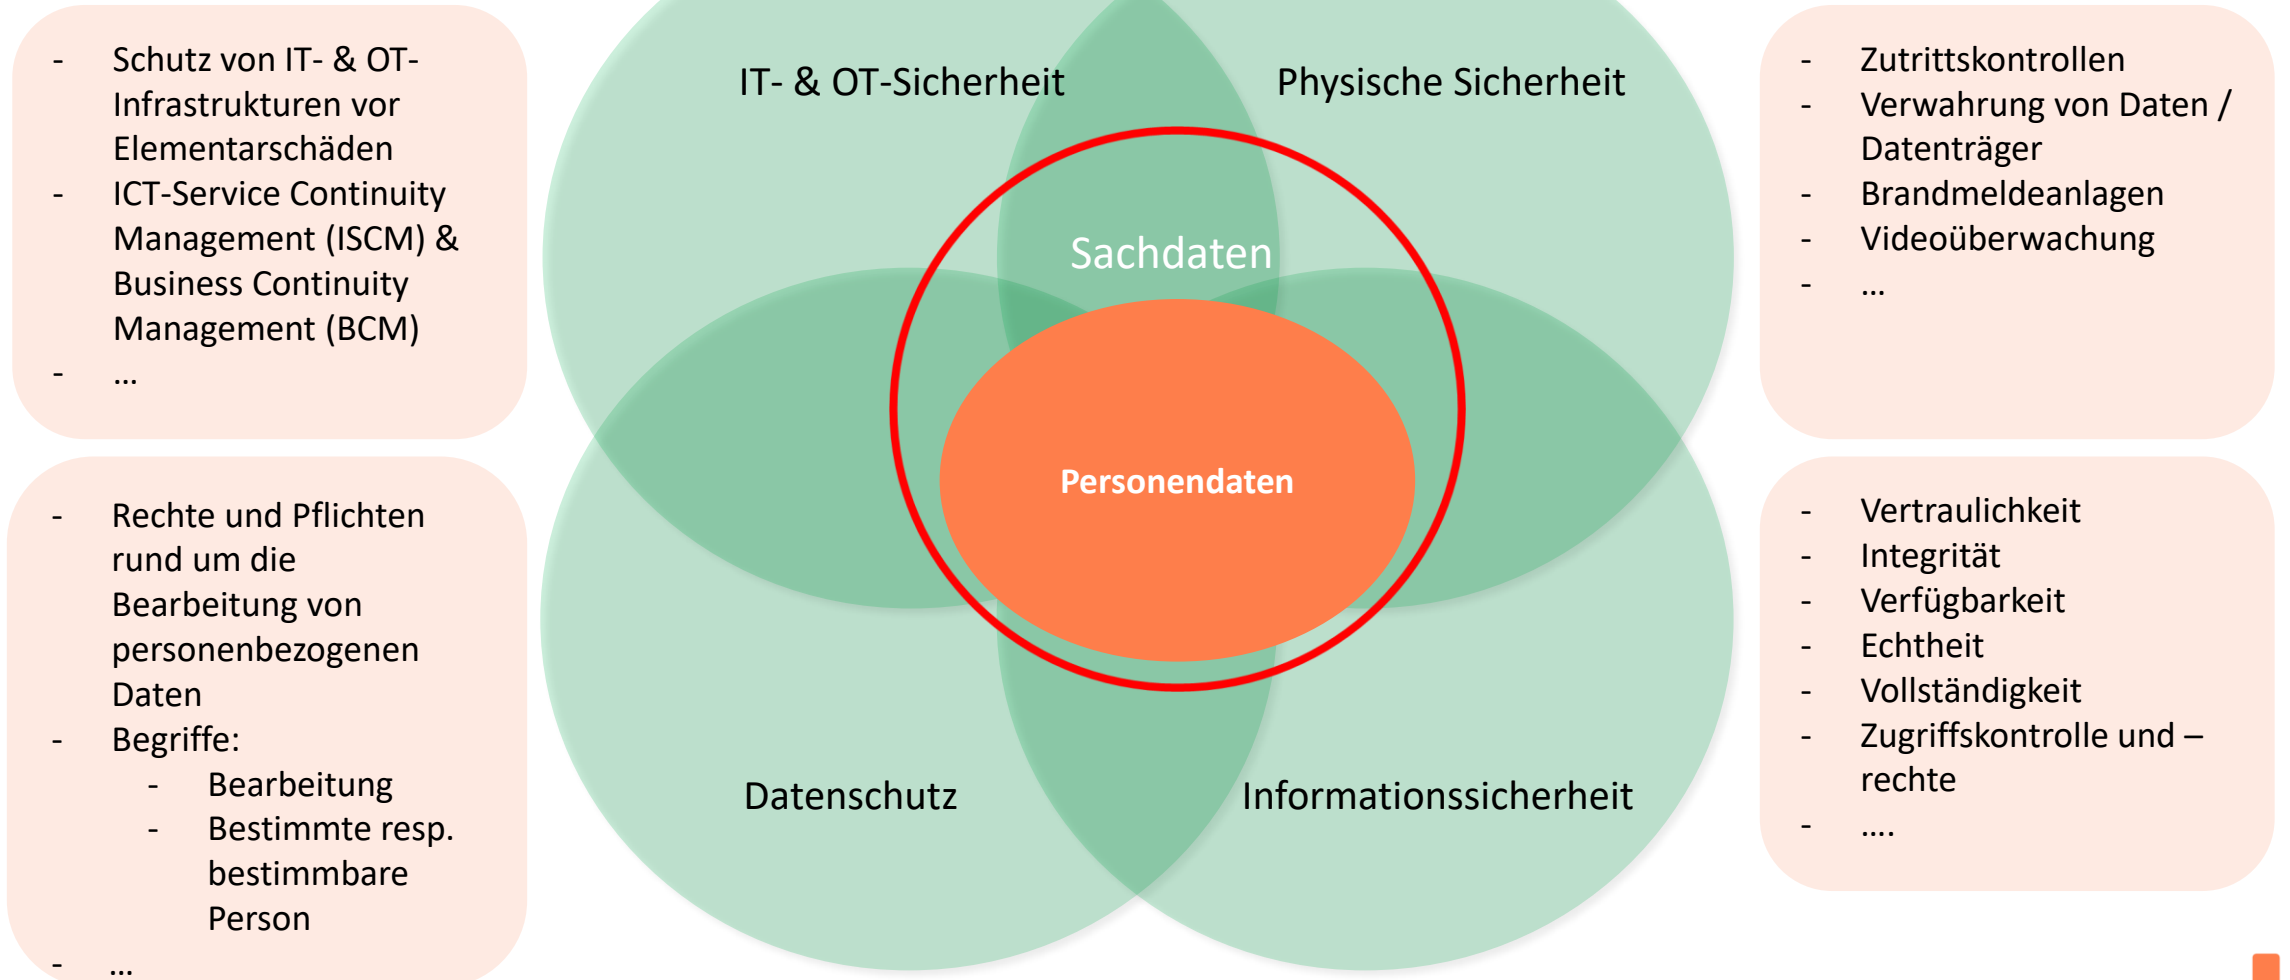 - Schutz von IT- & OT-
Infrastrukturen vor
Elementarschäden
- ICT-Service Continuity
Management (ISCM) &
Business Continuity
Management (BCM)
- ...
- Rechte und Pflichten
rund um die
Bearbeitung von
personenbezogenen
Daten
- Begriffe:
- Bearbeitung
- Bestimmte resp.
bestimmbare
Person
- ...
IT- & OT-Sicherheit
Physische Sicherheit
Sachdaten
Personendaten
Datenschutz
Informationssicherheit
- Zutrittskontrollen
- Verwahrung von Daten /
Datenträger
- Brandmeldeanlagen
- Videoüberwachung
- ...
- Vertraulichkeit
- Integrität
- Verfügbarkeit
- Echtheit
- Vollständigkeit
- Zugriffskontrolle und –
rechte
- ....